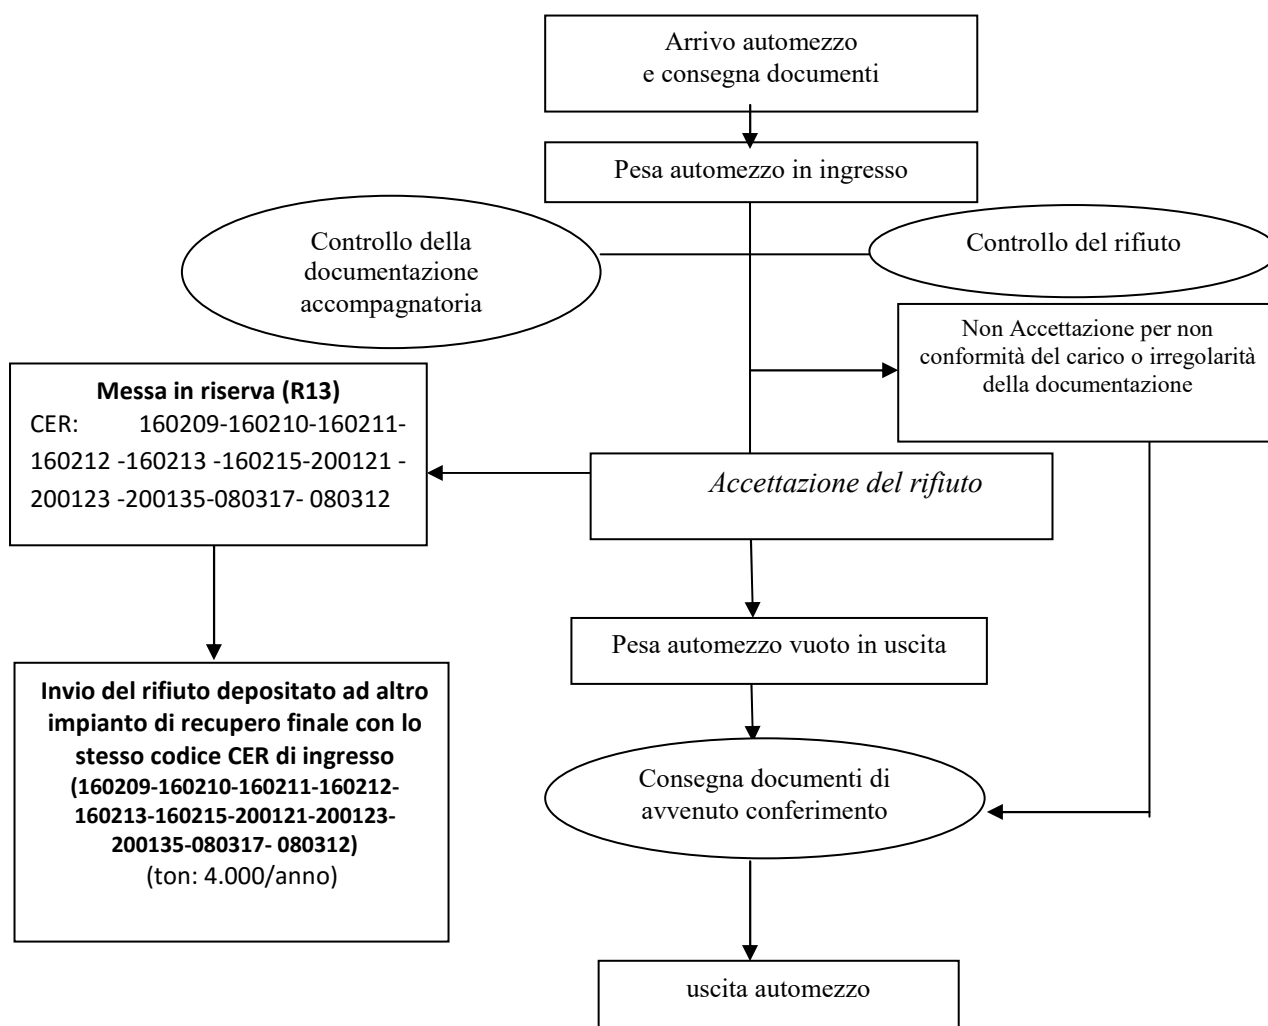 Arrivo automezzo
e consegna documenti
Pesa automezzo in ingresso
Controllo della
documentazione
accompagnatoria
Controllo del rifiuto
Non Accettazione per non
conformità del carico o irregolarità
della documentazione
Messa in riserva (R13)
CER: 160209-160210-160211-
160212 -160213 -160215-200121 -
200123 -200135-080317- 080312
Accettazione del rifiuto
Pesa automezzo vuoto in uscita
Invio del rifiuto depositato ad altro
impianto di recupero finale con lo
stesso codice CER di ingresso
(160209-160210-160211-160212-
160213-160215-200121-200123-
200135-080317- 080312)
(ton: 4.000/anno)
Consegna documenti di
avvenuto conferimento
uscita automezzo